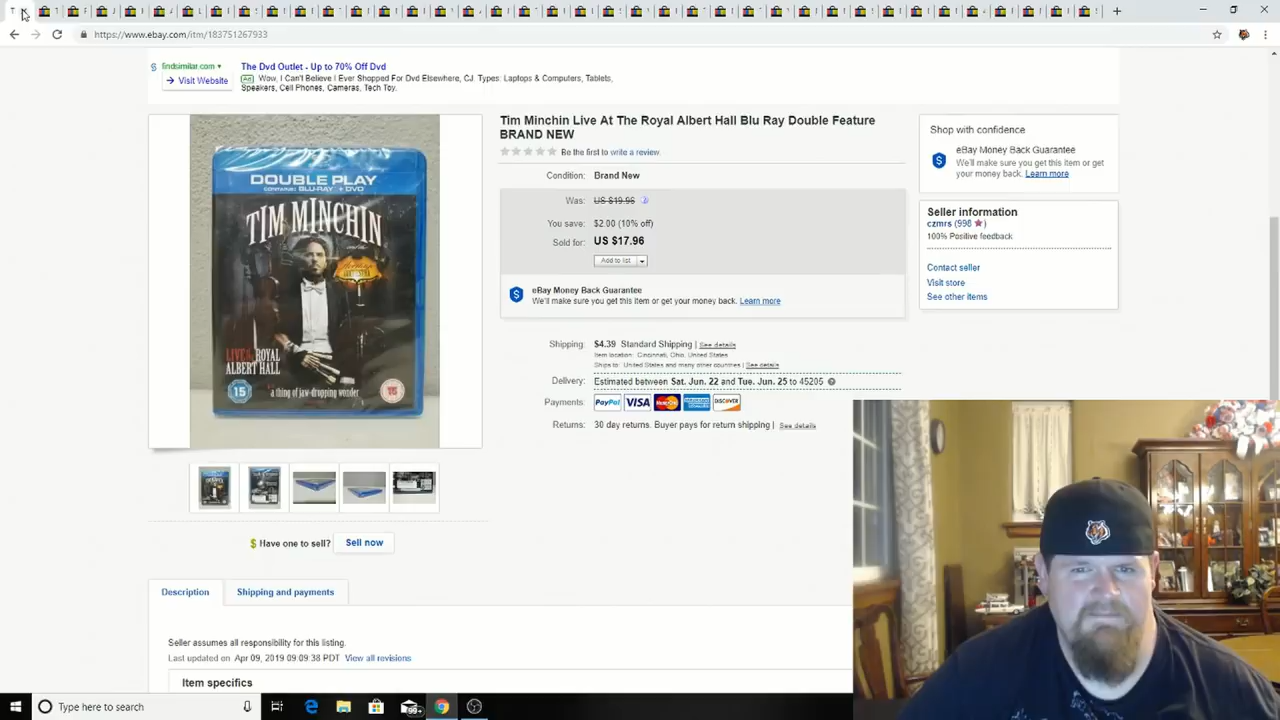 https://www.ebay.com/itm/183751267933
findsimilar.com
Visit Website
The Dvd Outlet - Up to 70% Off Dvd
Ad Wow, I Can't Believe I Ever Shopped For Dvd Elsewhere, CJ. Types: Laptops & Computers, Tablets,
Speakers, Cell Phones, Cameras, Tech Toy.
DOUBLE PLAY
BLU-RAY + DVD
TIM MINCHIN
LIVE
ROYAL
ALBERT HALL
15
a thing of jaw-dropping wonder
15
Have one to sell?
Sell now
Tim Minchin Live At The Royal Albert Hall Blu Ray Double Feature
BRAND NEW
Be the first to write a review.
Condition: Brand New
Was: US $19.96
You save: $2.00 (10% off)
Sold for: US $17.96
Add to list
eBay Money Back Guarantee
We'll make sure you get this item or get your money back. Learn more
Shipping: $4.39 Standard Shipping | See details
Item location: Cincinnati, Ohio, United States
Ships to: United States and many other countries | See details
Delivery: Estimated between Sat. Jun. 22 and Tue. Jun. 25 to 45205
Payments: PayPal VISA MasterCard DISCOVER
Returns: 30 day returns. Buyer pays for return shipping | See details
Shop with confidence
eBay Money Back Guarantee
We'll make sure you get this item or get
your money back. Learn more
Seller information
czmrs (998)
100% Positive feedback
Contact seller
Visit store
See other items
Description
Shipping and payments
Seller assumes all responsibility for this listing.
Last updated on Apr 09, 2019 09:09:38 PDT View all revisions
Item specifics
Type here to search
99+